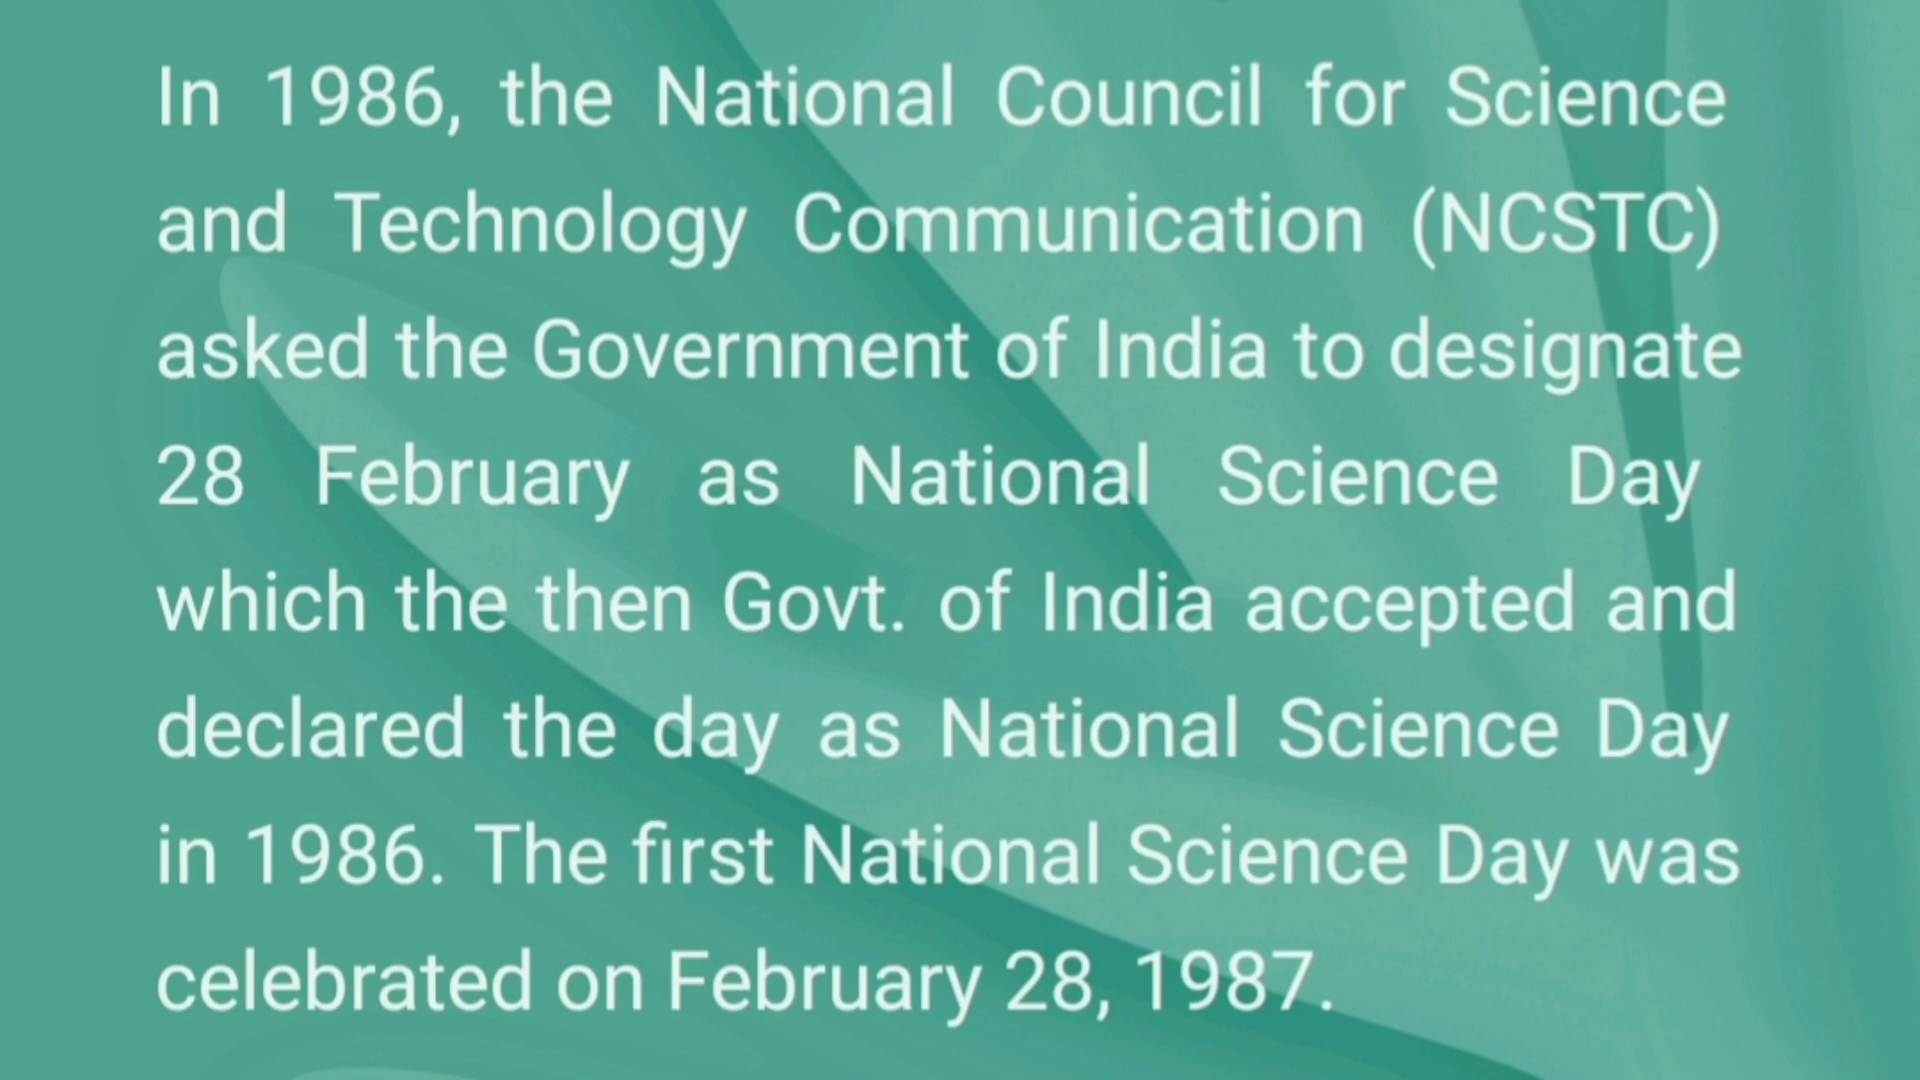 In 1986, the National Council for Science
and Technology Communication (NCSTC)
asked the Government of India to designate
28 February as National Science Day
which the then Govt. of India accepted and
declared the day as National Science Day
in 1986. The first National Science Day was
celebrated on February 28, 1987.